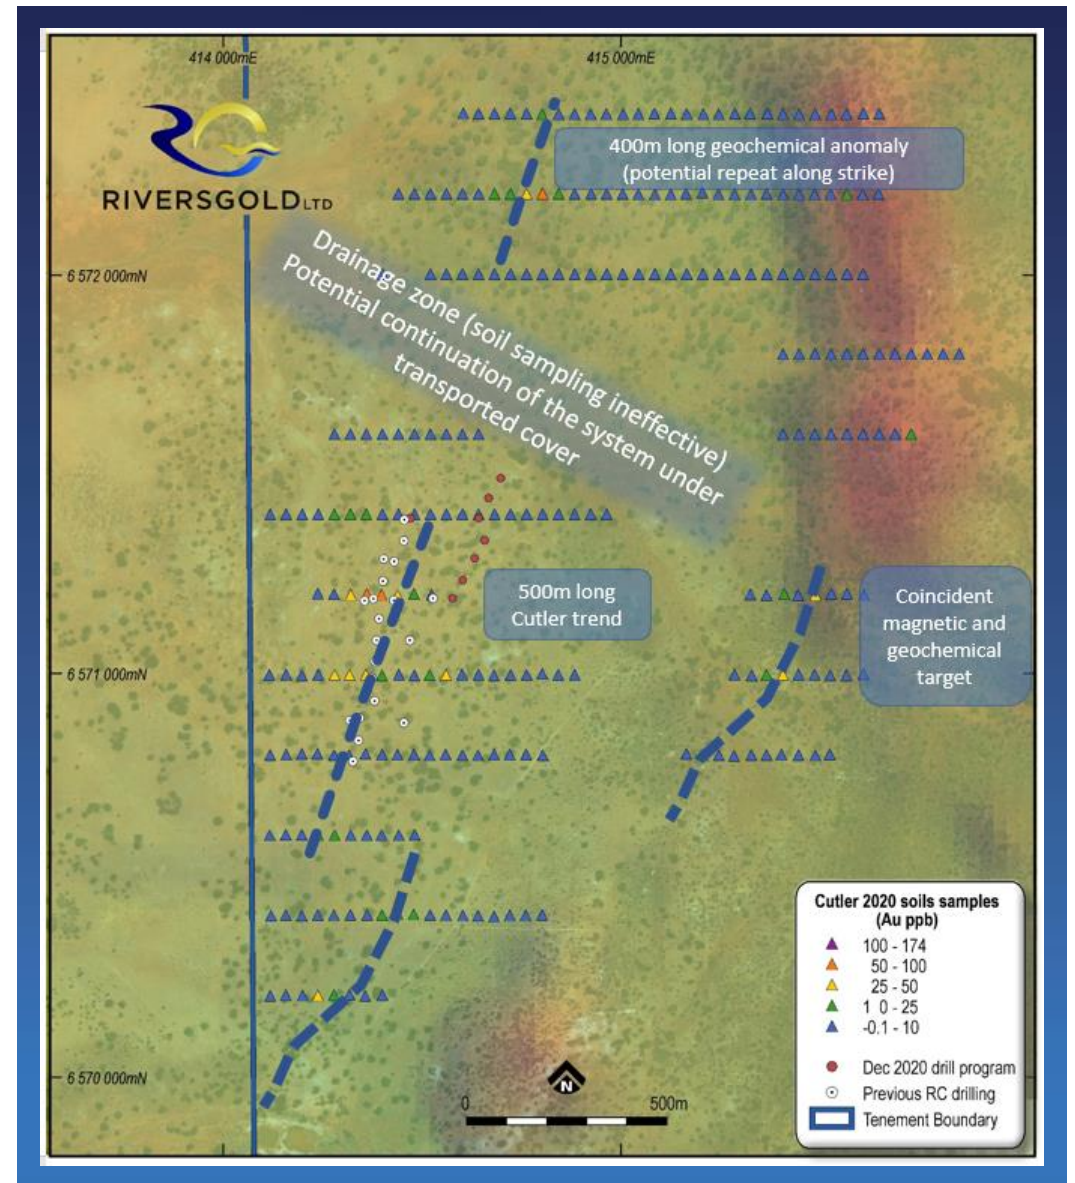 414 000mE
415 000mE
RIVERSGOLD LTD
400m long geochemical anomaly
(potential repeat along strike)
6 572 000mN
Drainage zone (soil sampling ineffective)
Potential continuation of the system under
transported cover
500m long
Cutler trend
Coincident
magnetic and
geochemical
target
6 571 000mN
6 570 000mN
Cutler 2020 soils samples
(Au ppb)
100 - 174
50 - 100
25 - 50
1 0 - 25
-0.1 - 10
Dec 2020 drill program
Previous RC drilling
Tenement Boundary
N
0
500m